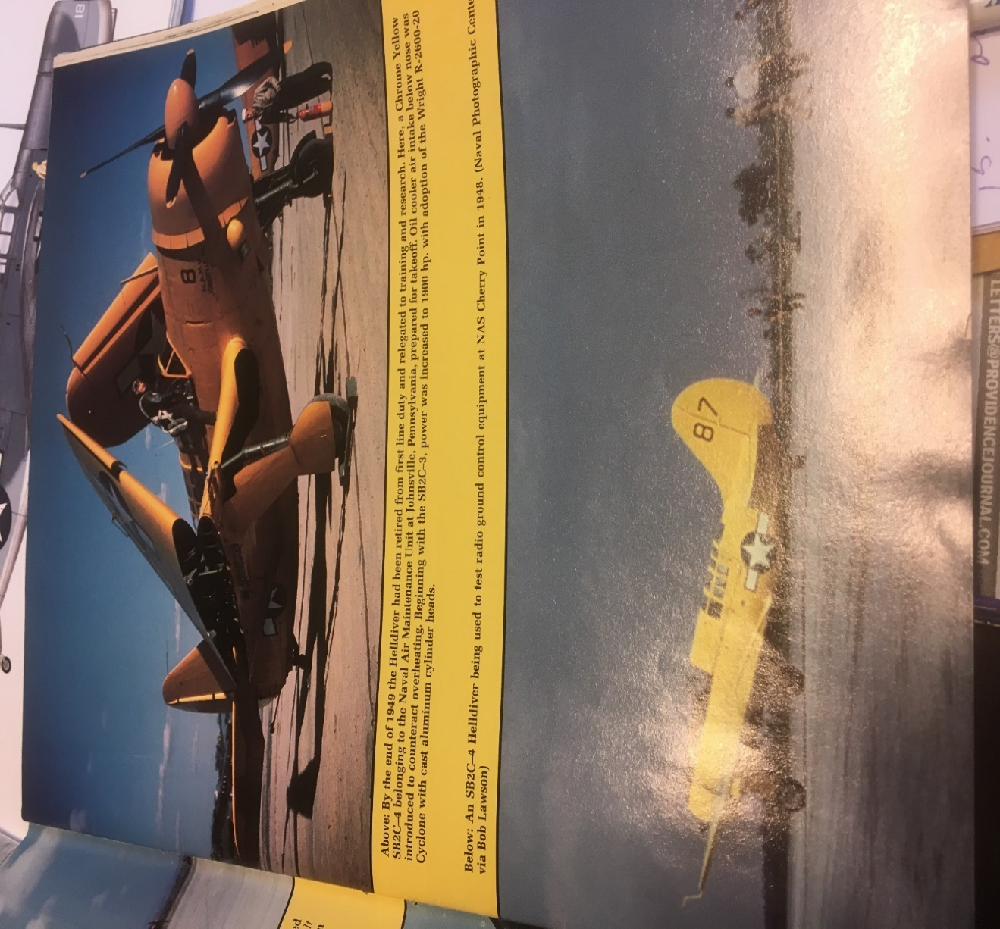 Above: By the end of 1949 the Helldiver had been retired from first line duty and relegated to training and research. Here, a Chrome Yellow
SB2C-4 belonging to the Naval Air Maintenance Unit at Johnsville, Pennsylvania, prepared for takeoff. Oil cooler air intake below nose was
introduced to counteract overheating. Beginning with the SB2C-3, power was increased to 1900 hp. with adoption of the Wright R-2600-20
Cyclone with cast aluminum cylinder heads.
Below: An SB2C-4 Helldiver being used to test radio ground control equipment at NAS Cherry Point in 1948. (Naval Photographic Cente
via Bob Lawson)
8
87
LETTERS@PROVIDENCEJOURNAL.COM
18